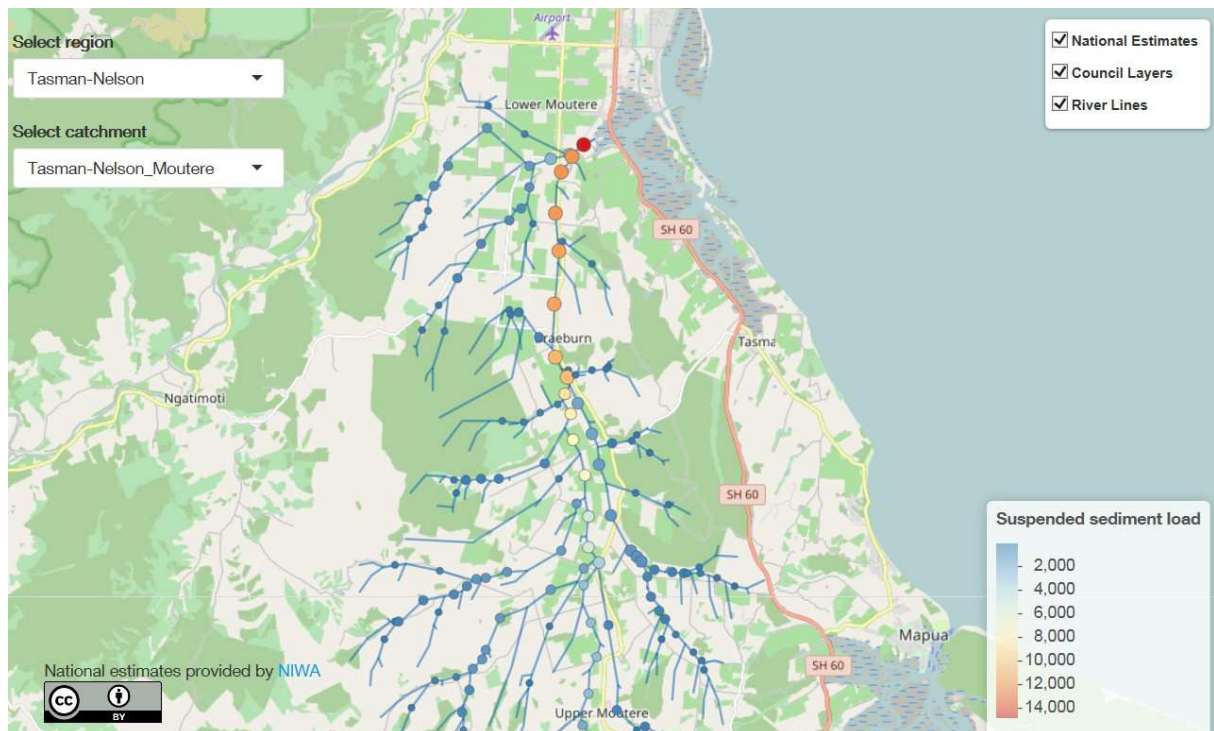 Select region
Tasman-Nelson
Select catchment
Tasman-Nelson_Moutere
Airport
Lower Moutere
SH 60
Braeburn
Tasma
Ngatimoti
SH 60
Mapua
SH 60
Upper Moutere
National Estimates
Council Layers
River Lines
Suspended sediment load
2,000
4,000
6,000
8,000
10,000
12,000
14,000
National estimates provided by NIWA
cc
BY